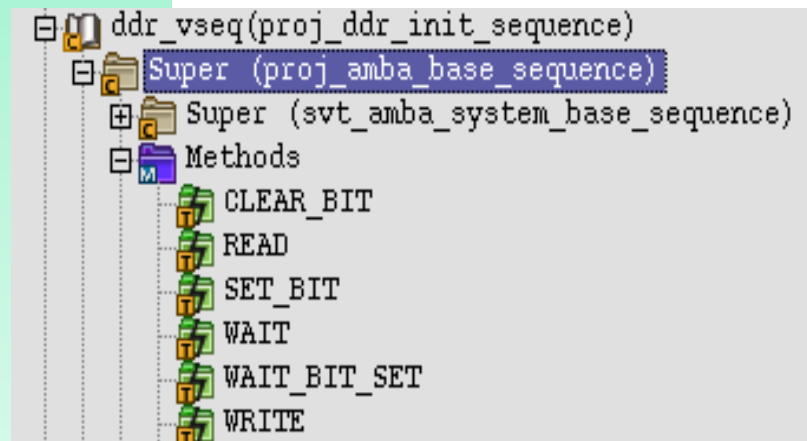 ddr_vseq(proj_ddr_init_sequence)
Super (proj_amba_base_sequence)
Super (svt_amba_system_base_sequence)
Methods
CLEAR_BIT
READ
SET_BIT
WAIT
WAIT_BIT_SET
WRITE